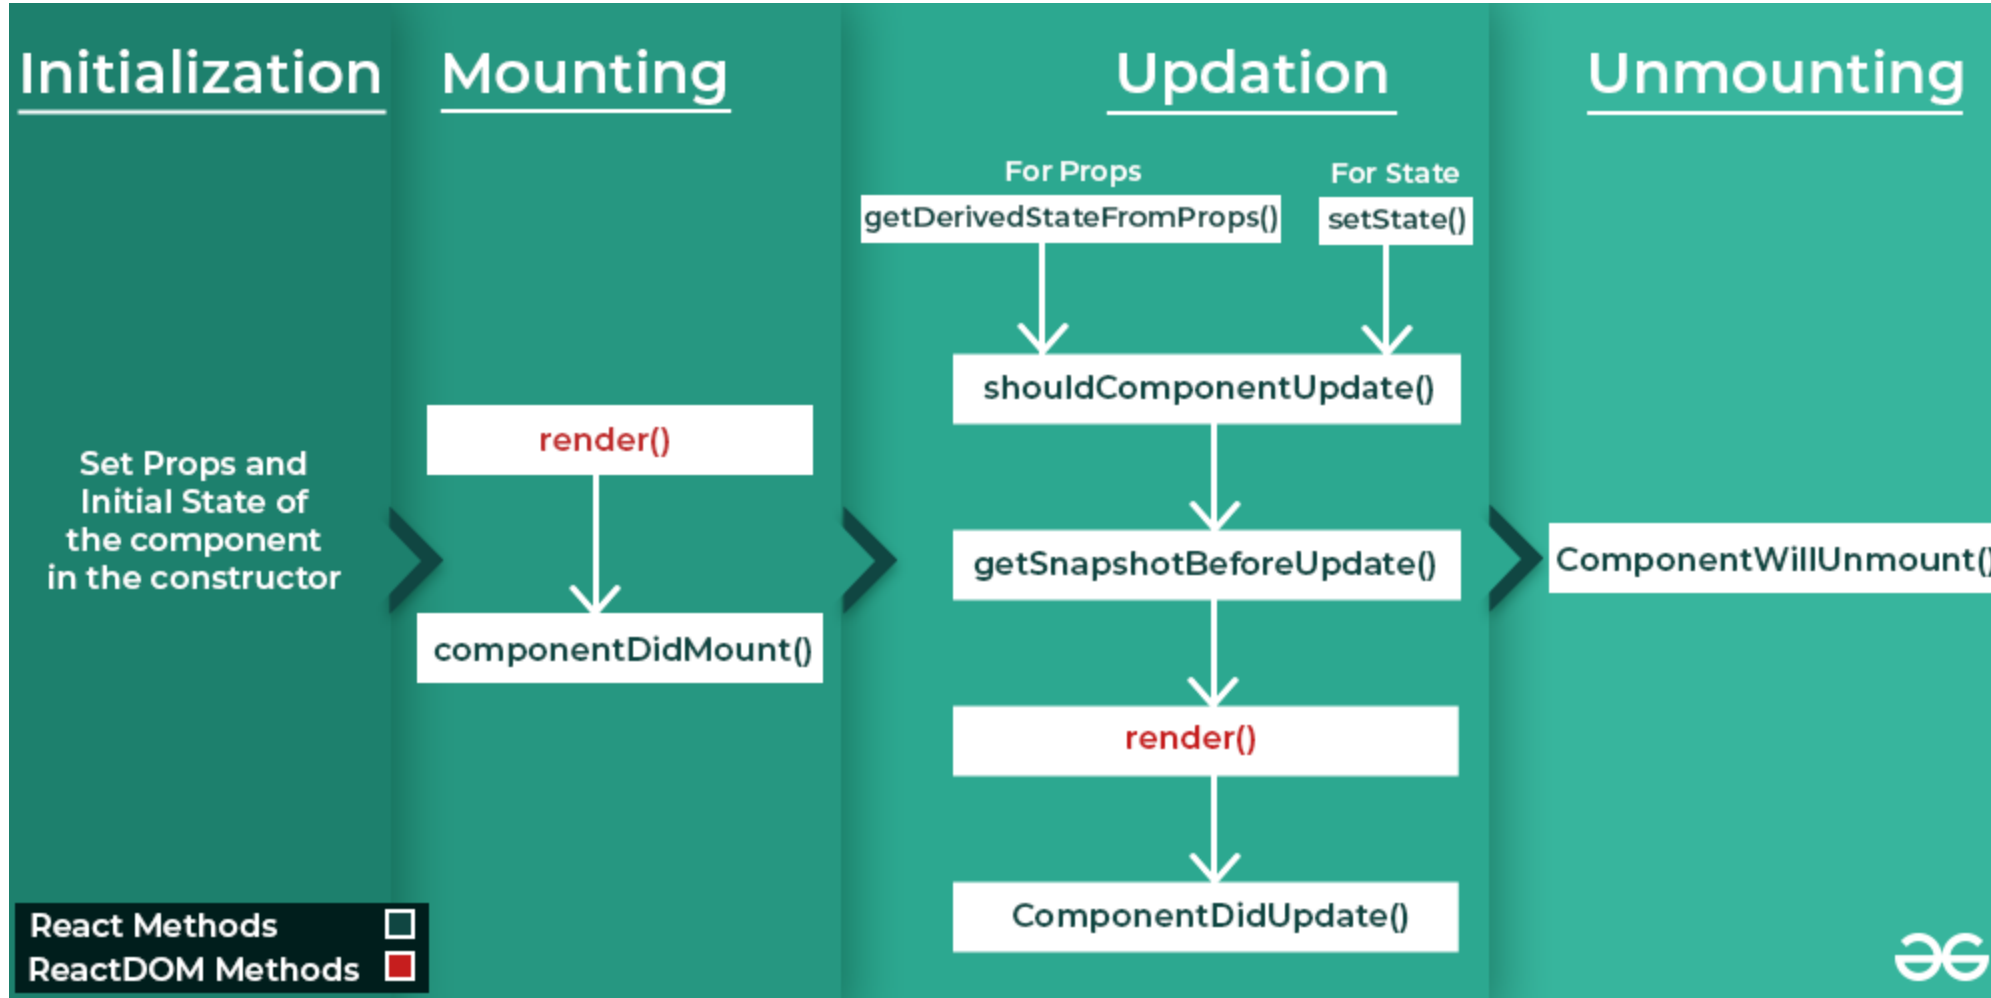 Initialization
Set Props and
Initial State of
the component
in the constructor
Mounting
render()
componentDidMount()
Updation
For Props
getDerivedStateFromProps()
For State
setState()
shouldComponentUpdate()
getSnapshotBeforeUpdate()
render()
ComponentDidUpdate()
Unmounting
ComponentWillUnmount()
React Methods
ReactDOM Methods